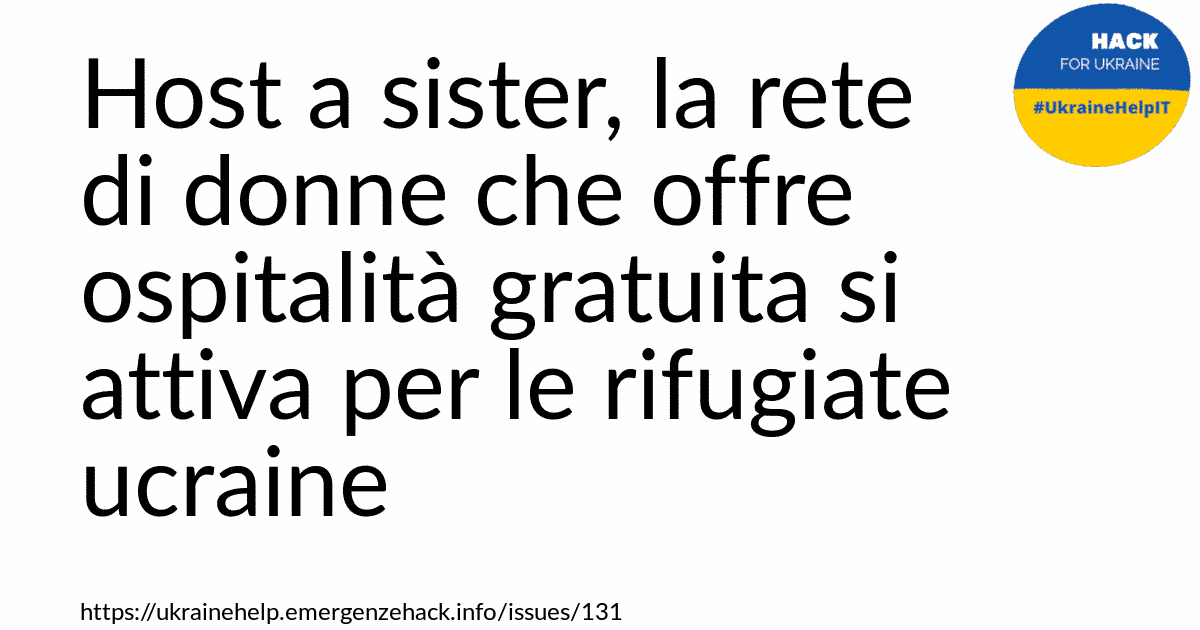 Host a sister, la rete
di donne che offre
ospitalità gratuita si
attiva per le rifugiate
ucraine
HACK
FOR UKRAINE
#UkraineHelpIT
https://ukrainehelp.emergenzehack.info/issues/131